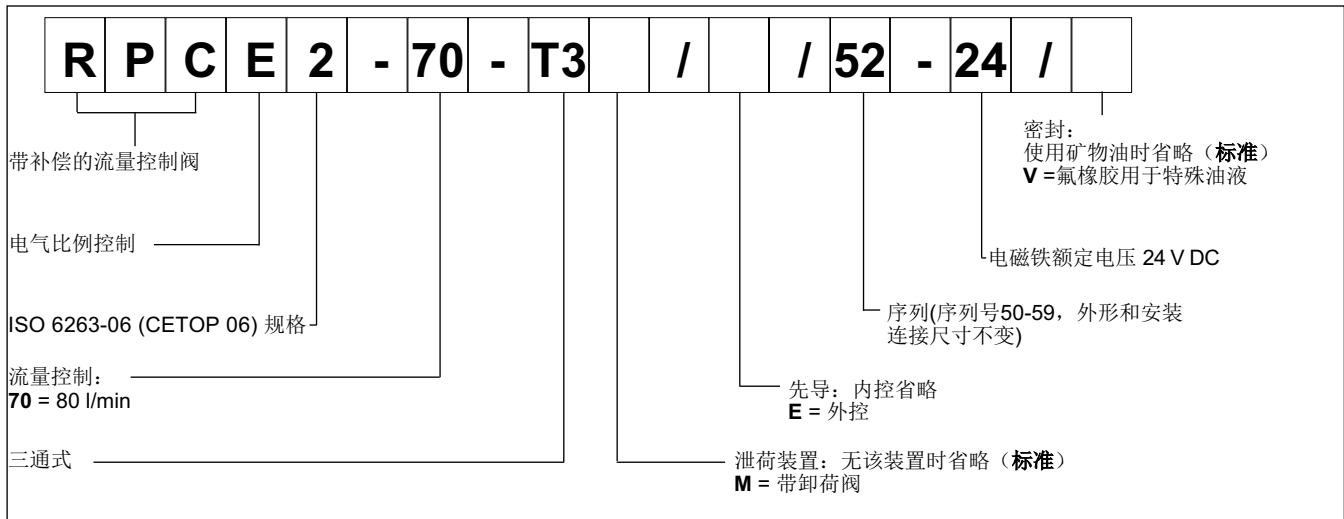 R P C E 2 - 70 - T3 / / 52 - 24 /
密封：
使用矿物油时省略（标准）
V =氟橡胶用于特殊油液
带补偿的流量控制阀
电气比例控制
电磁铁额定电压 24 V DC
ISO 6263-06 (CETOP 06) 规格
序列(序列号50-59，外形和安装
连接尺寸不变)
流量控制：
70 = 80 l/min
先导：内控省略
E = 外控
三通式
泄荷装置：无该装置时省略（标准）
M = 带卸荷阀